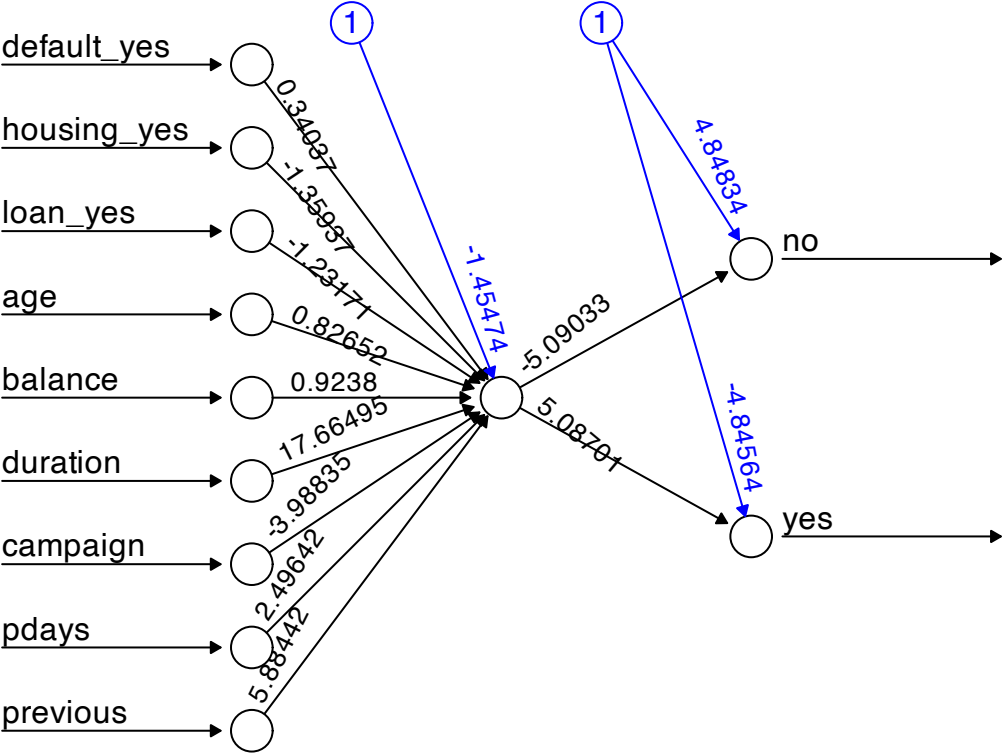 1
1
default_yes
0.34037
housing_yes
-1.35937
loan_yes
-1.23171
age
0.82652
balance
0.9238
duration
17.66495
campaign
-3.98835
pdays
2.49642
previous
5.88442
-1.45474
-5.09033
5.08701
4.84834
-4.84564
no
yes